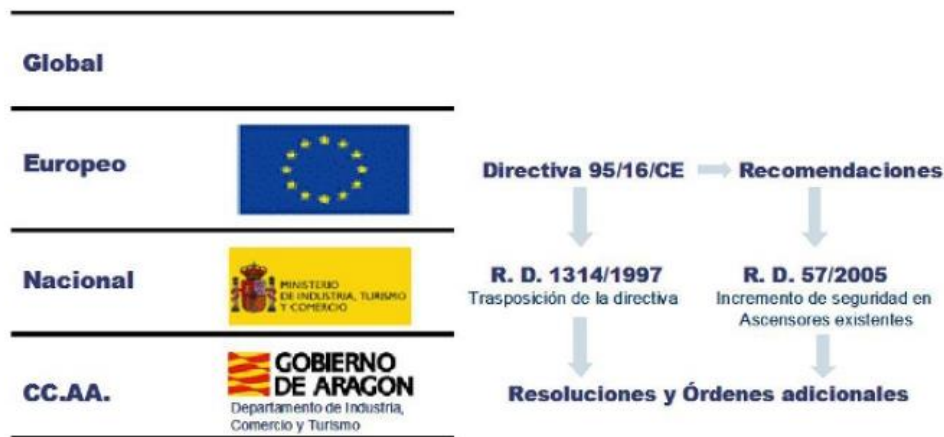 Global
Europeo
Directiva 95/16/CE
Recomendaciones
Nacional
MINISTERIO
DE INDUSTRIA, TURISMO
Y COMERCIO
R. D. 1314/1997
Trasposición de la directiva
R. D. 57/2005
Incremento de seguridad en
Ascensores existentes
CC.AA.
GOBIERNO
DE ARAGON
Departamento de Industria,
Comercio y Turismo
Resoluciones y Órdenes adicionales